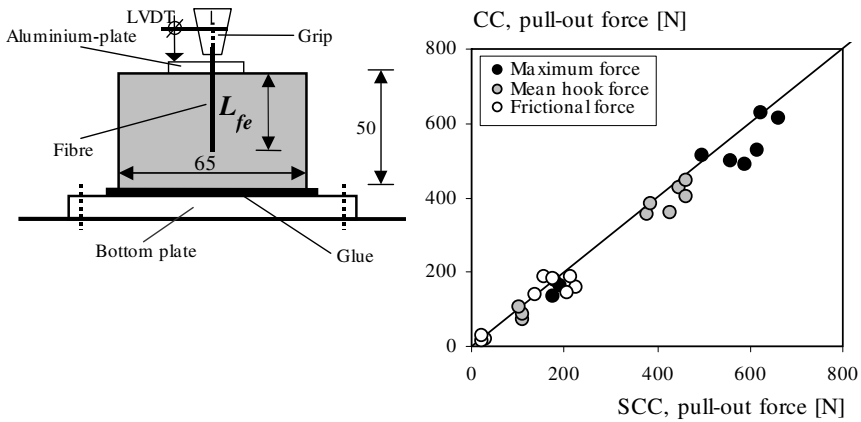 LVDT
L
Aluminium-plate
Grip
Fibre
L fe
50
65
Bottom plate
Glue
CC, pull-out force [N]
Maximum force
Mean hook force
Frictional force
800
600
400
200
0
0 200 400 600 800
SCC, pull-out force [N]